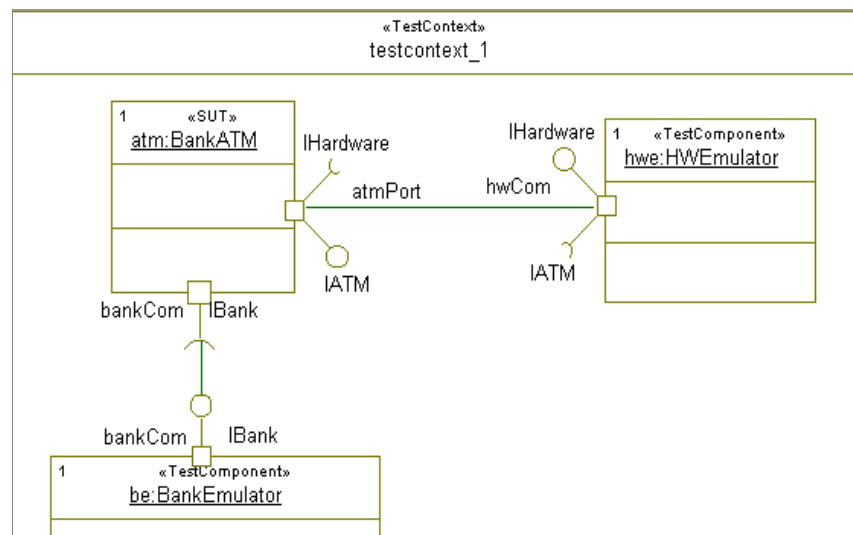 «TestContext»
testcontext_1
1 «SUT»
atm:BankATM
IHardware
atmPort
IATM
IHardware
hwCom
IATM
1 «TestComponent»
hwe:HWEmulator
bankCom IBank
bankCom IBank
1 «TestComponent»
be:BankEmulator